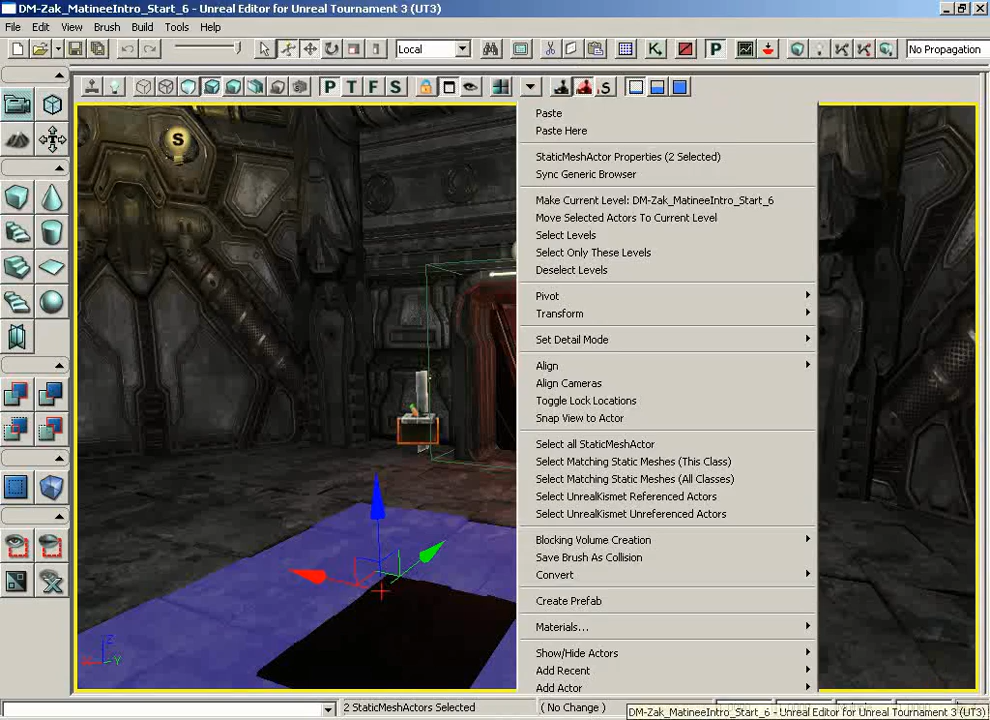 DM-Zak_MatineeIntro_Start_6 - Unreal Editor for Unreal Tournament 3 (UT3)
File Edit View Brush Build Tools Help
Local
P
No Propagation
P T F S
S
S
Paste
Paste Here
StaticMeshActor Properties (2 Selected)
Sync Generic Browser
Make Current Level: DM-Zak_MatineeIntro_Start_6
Move Selected Actors To Current Level
Select Levels
Select Only These Levels
Deselect Levels
Pivot
Transform
Set Detail Mode
Align
Align Cameras
Toggle Lock Locations
Snap View to Actor
Select all StaticMeshActor
Select Matching Static Meshes (This Class)
Select Matching Static Meshes (All Classes)
Select UnrealKismet Referenced Actors
Select UnrealKismet Unreferenced Actors
Blocking Volume Creation
Save Brush As Collision
Convert
Create Prefab
Materials...
Show/Hide Actors
Add Recent
Add Actor
Z
X Y
2 StaticMeshActors Selected
( No Change )
DM-Zak_MatineeIntro_Start_6 - Unreal Editor for Unreal Tournament 3 (UT3)